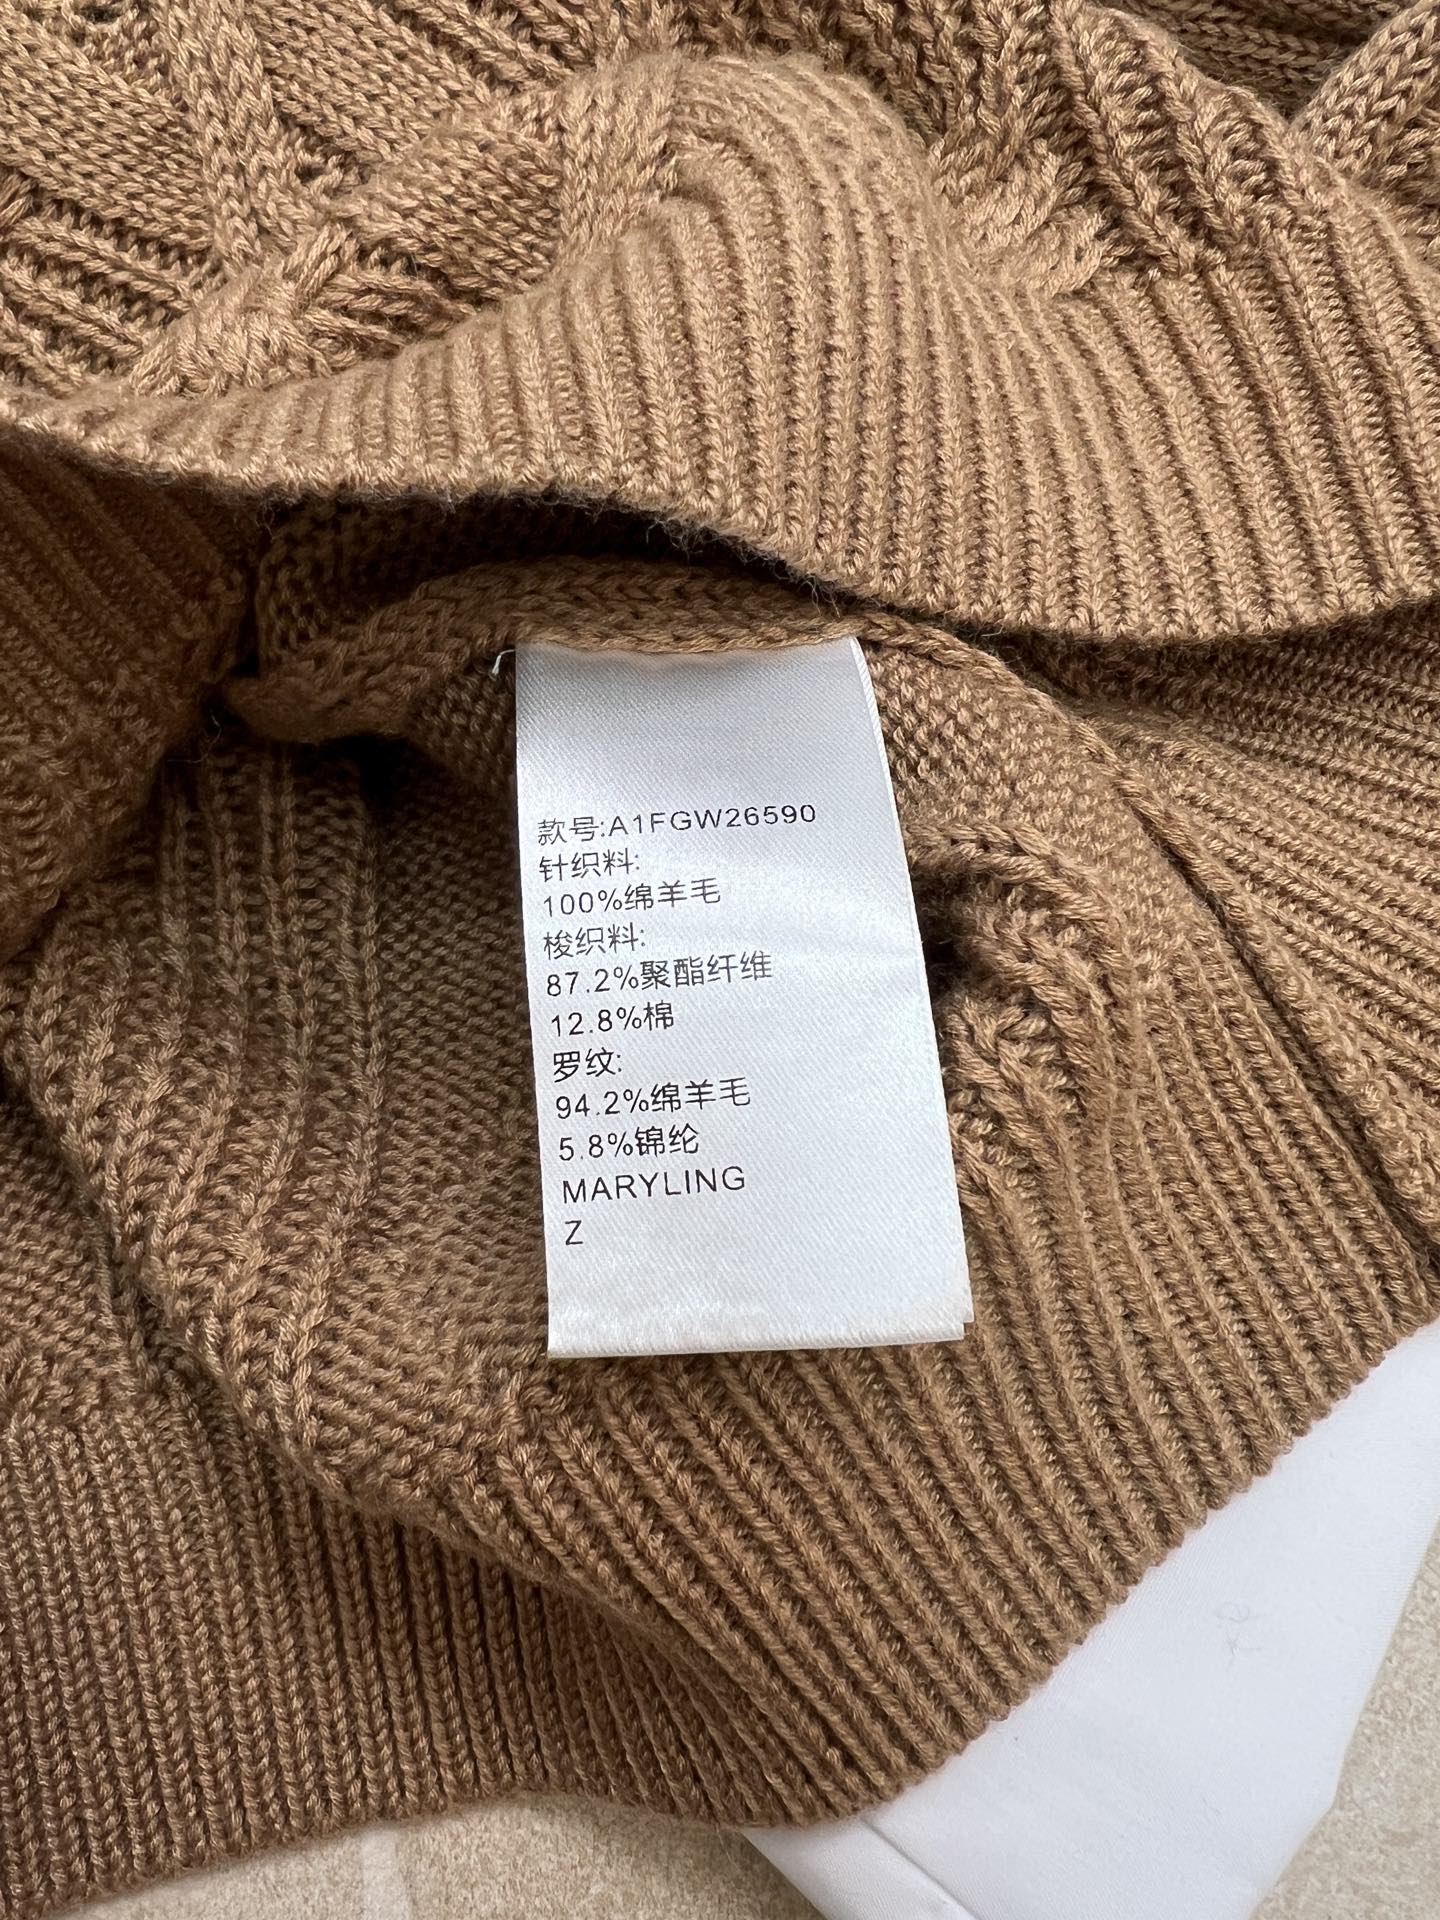 款号:A1FGW26590
针织料:
100%绵羊毛
梭织料:
87.2%聚酯纤维
12.8%棉
罗纹:
94.2%绵羊毛
5.8%锦纶
MARYLING
Z